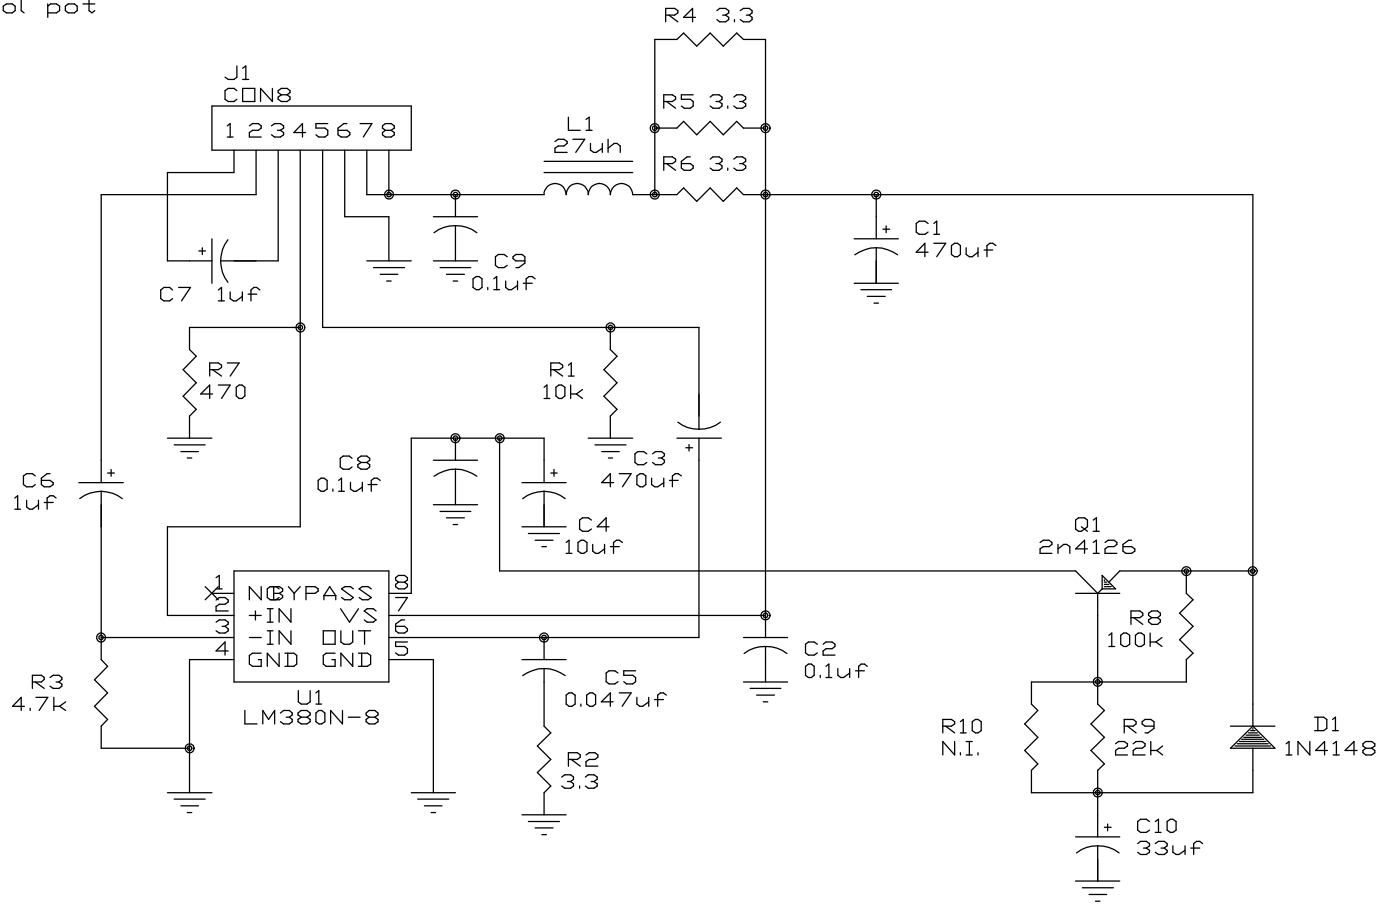 ol pot
R4 3.3
J1
CON8
1 2 3 4 5 6 7 8
R5 3.3
L1
27uh
R6 3.3
+
C1
470uf
+
C9
0.1uf
C7 1uf
R7
470
R1
10k
+
C3
470uf
C8
0.1uf
+
C6
1uf
+
C4
10uf
Q1
2n4126
1 NC BYPASS 8
2 +IN VS 7
3 -IN OUT 6
4 GND GND 5
U1
LM380N-8
R8
100k
C2
0.1uf
R3
4.7k
C5
0.047uf
R10
N.I.
R9
22k
D1
1N4148
R2
3.3
+
C10
33uf